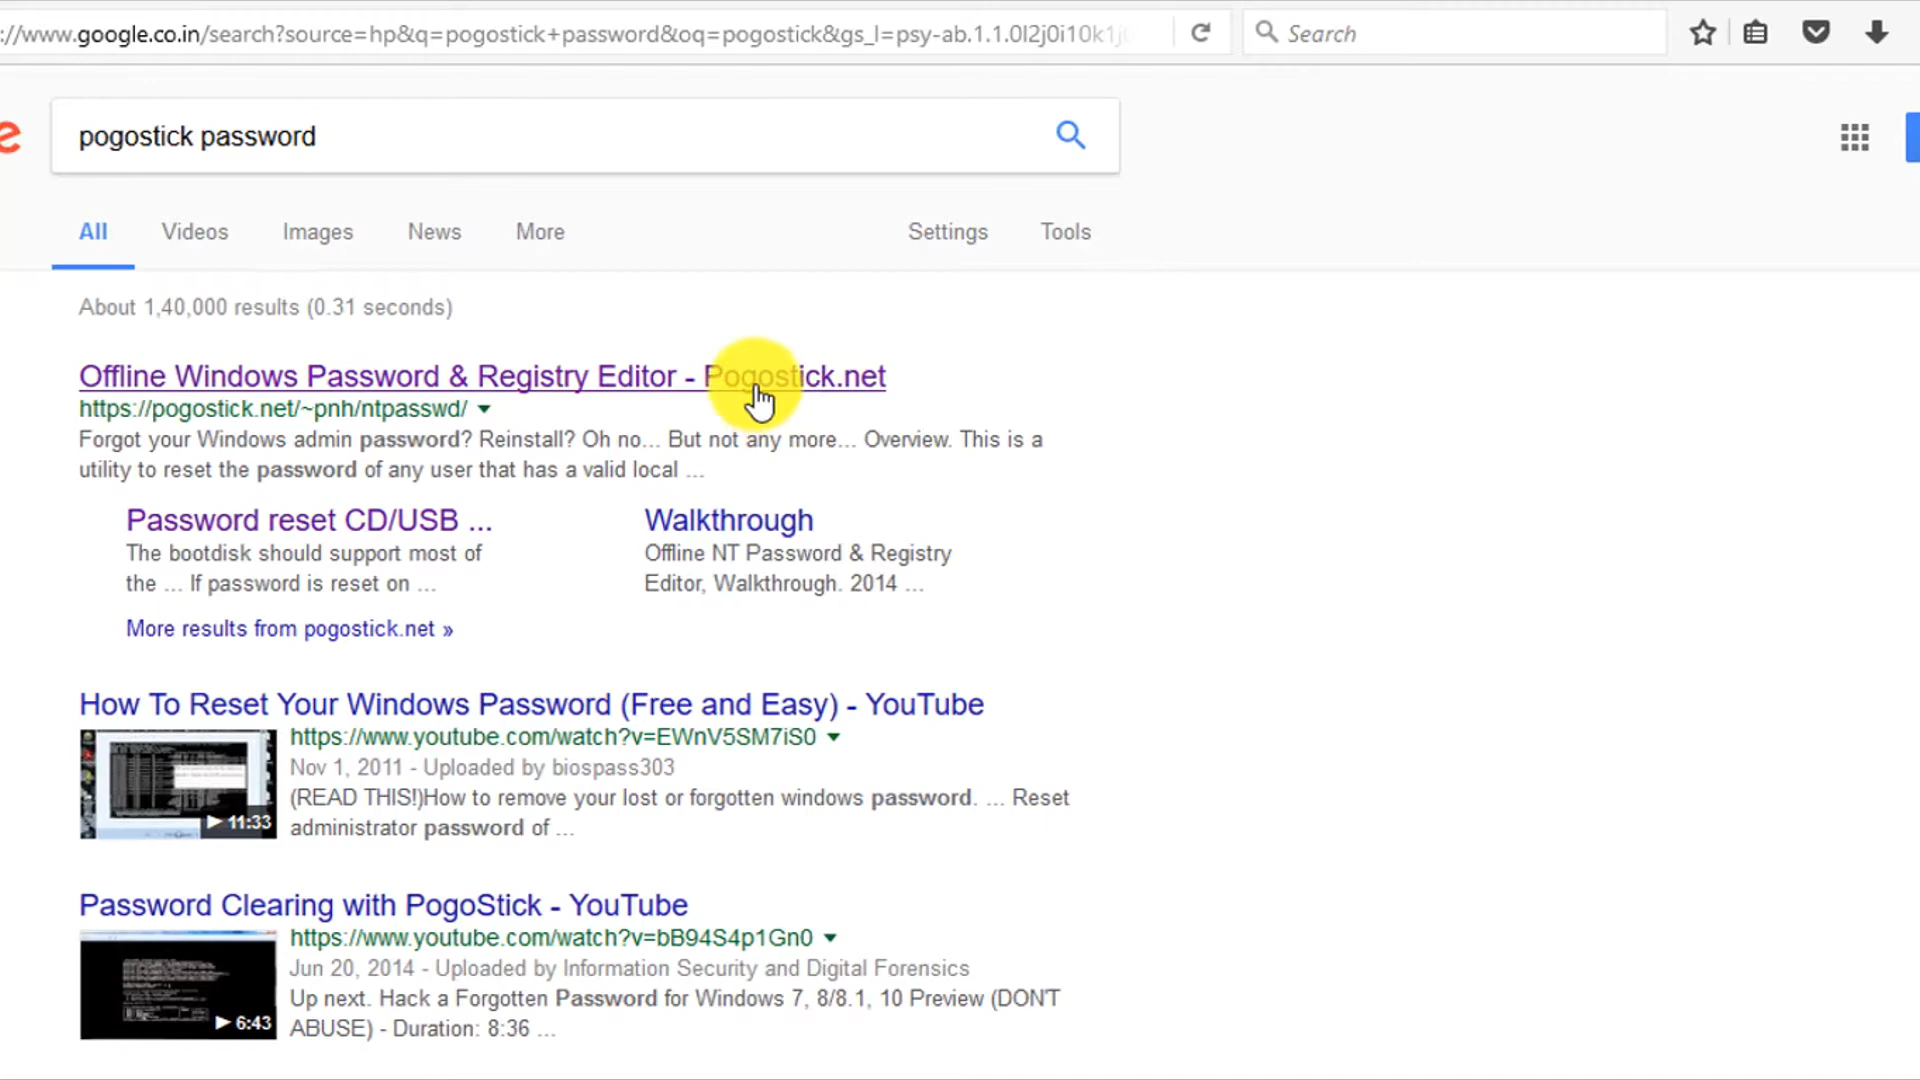 ://www.google.co.in/search?source=hp&q=pogostick+password&oq=pogostick&gs_l=psy-ab.1.1.0l2j0i10k1j0
Search
e
pogostick password
All Videos Images News More Settings Tools
About 1,40,000 results (0.31 seconds)
Offline Windows Password & Registry Editor - Pogostick.net
https://pogostick.net/~pnh/ntpasswd/
Forgot your Windows admin password? Reinstall? Oh no... But not any more... Overview. This is a
utility to reset the password of any user that has a valid local ...
Password reset CD/USB ...
The bootdisk should support most of
the ... If password is reset on ...
Walkthrough
Offline NT Password & Registry
Editor, Walkthrough. 2014 ...
More results from pogostick.net »
How To Reset Your Windows Password (Free and Easy) - YouTube
https://www.youtube.com/watch?v=EWnV5SM7iS0
Nov 1, 2011 - Uploaded by biospass303
(READ THIS!)How to remove your lost or forgotten windows password. ... Reset
administrator password of ...
11:33
Password Clearing with PogoStick - YouTube
https://www.youtube.com/watch?v=bB94S4p1Gn0
Jun 20, 2014 - Uploaded by Information Security and Digital Forensics
Up next. Hack a Forgotten Password for Windows 7, 8/8.1, 10 Preview (DON'T
ABUSE) - Duration: 8:36 ...
6:43